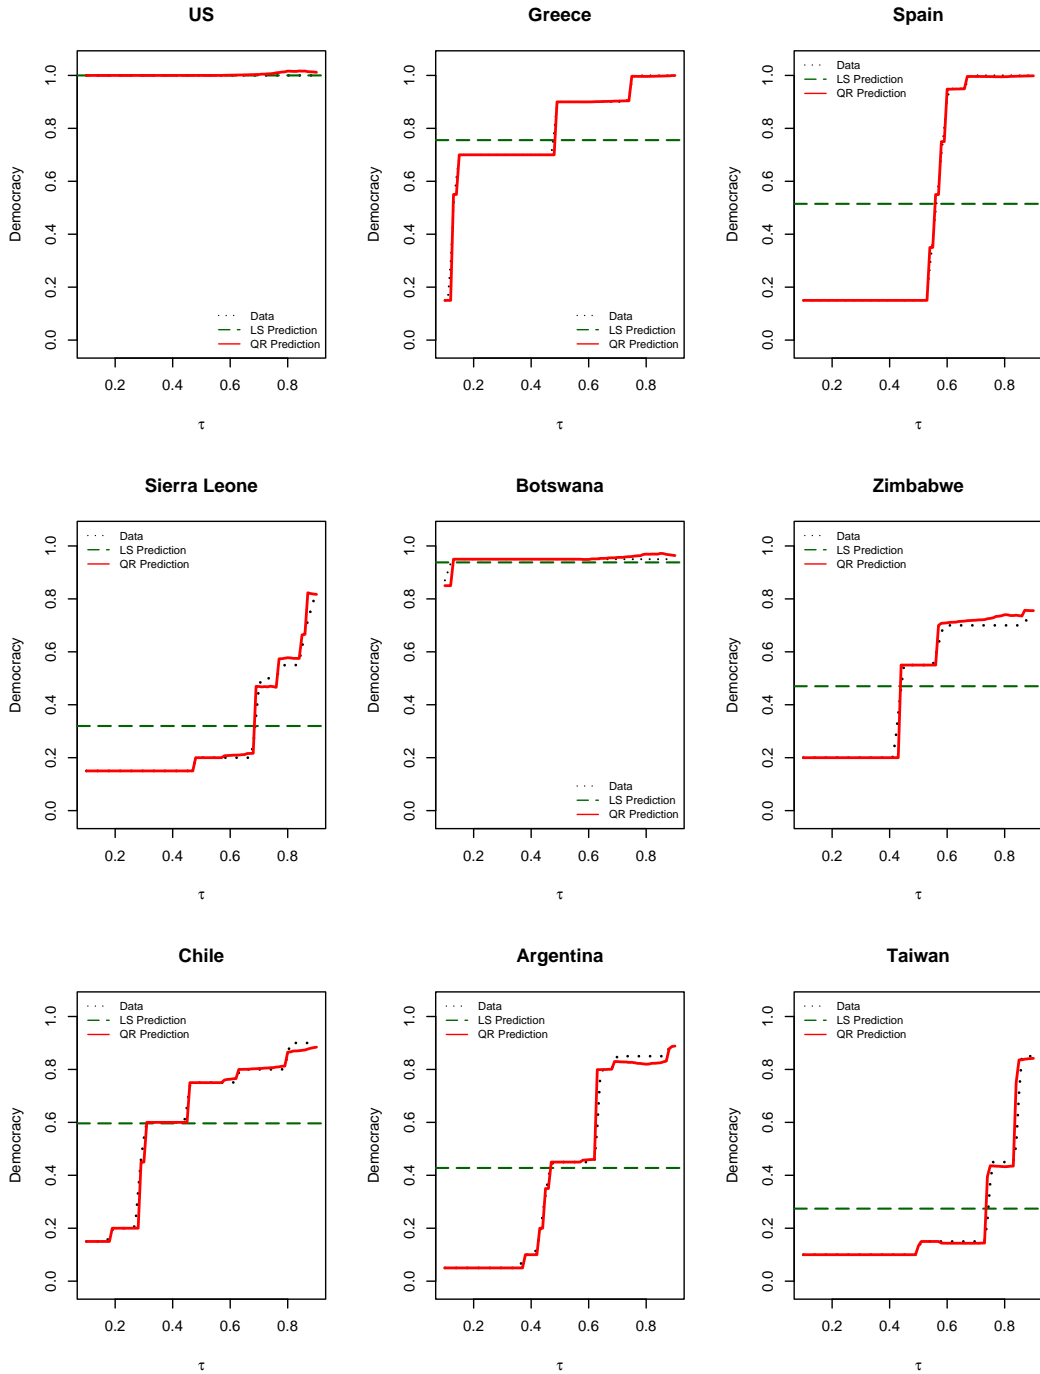 US
Democracy
0.0 0.2 0.4 0.6 0.8 1.0
Data
LS Prediction
QR Prediction
0.2 0.4 0.6 0.8
τ
Greece
Democracy
0.0 0.2 0.4 0.6 0.8 1.0
Data
LS Prediction
QR Prediction
0.2 0.4 0.6 0.8
τ
Spain
Democracy
0.0 0.2 0.4 0.6 0.8 1.0
Data
LS Prediction
QR Prediction
0.2 0.4 0.6 0.8
τ
Sierra Leone
Democracy
0.0 0.2 0.4 0.6 0.8 1.0
Data
LS Prediction
QR Prediction
0.2 0.4 0.6 0.8
τ
Botswana
Democracy
0.0 0.2 0.4 0.6 0.8 1.0
Data
LS Prediction
QR Prediction
0.2 0.4 0.6 0.8
τ
Zimbabwe
Democracy
0.0 0.2 0.4 0.6 0.8 1.0
Data
LS Prediction
QR Prediction
0.2 0.4 0.6 0.8
τ
Chile
Democracy
0.0 0.2 0.4 0.6 0.8 1.0
Data
LS Prediction
QR Prediction
0.2 0.4 0.6 0.8
τ
Argentina
Democracy
0.0 0.2 0.4 0.6 0.8 1.0
Data
LS Prediction
QR Prediction
0.2 0.4 0.6 0.8
τ
Taiwan
Democracy
0.0 0.2 0.4 0.6 0.8 1.0
Data
LS Prediction
QR Prediction
0.2 0.4 0.6 0.8
τ